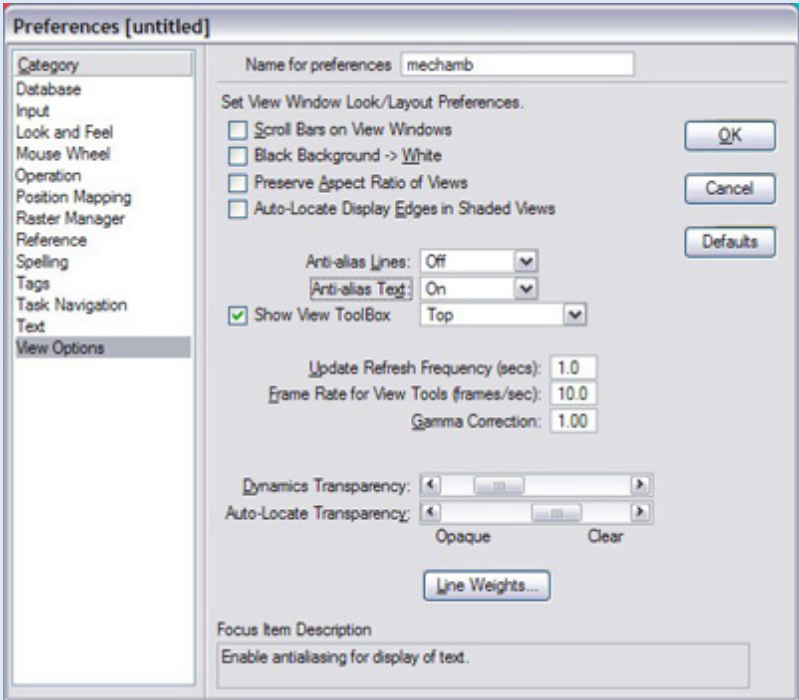 Preferences [untitled]
Category
Database
Input
Look and Feel
Mouse Wheel
Operation
Position Mapping
Raster Manager
Reference
Spelling
Tags
Task Navigation
Text
View Options
Name for preferences mechamb
Set View Window Look/Layout Preferences.
Scroll Bars on View Windows
Black Background -> White
Preserve Aspect Ratio of Views
Auto-Locate Display Edges in Shaded Views
OK
Cancel
Defaults
Anti-alias Lines: Off
Anti-alias Text: On
Show View ToolBox Top
Update Refresh Frequency (secs): 1.0
Frame Rate for View Tools (frames/sec): 10.0
Gamma Correction: 1.00
Dynamics Transparency:
Auto-Locate Transparency:
Opaque Clear
Line Weights...
Focus Item Description
Enable antialiasing for display of text.